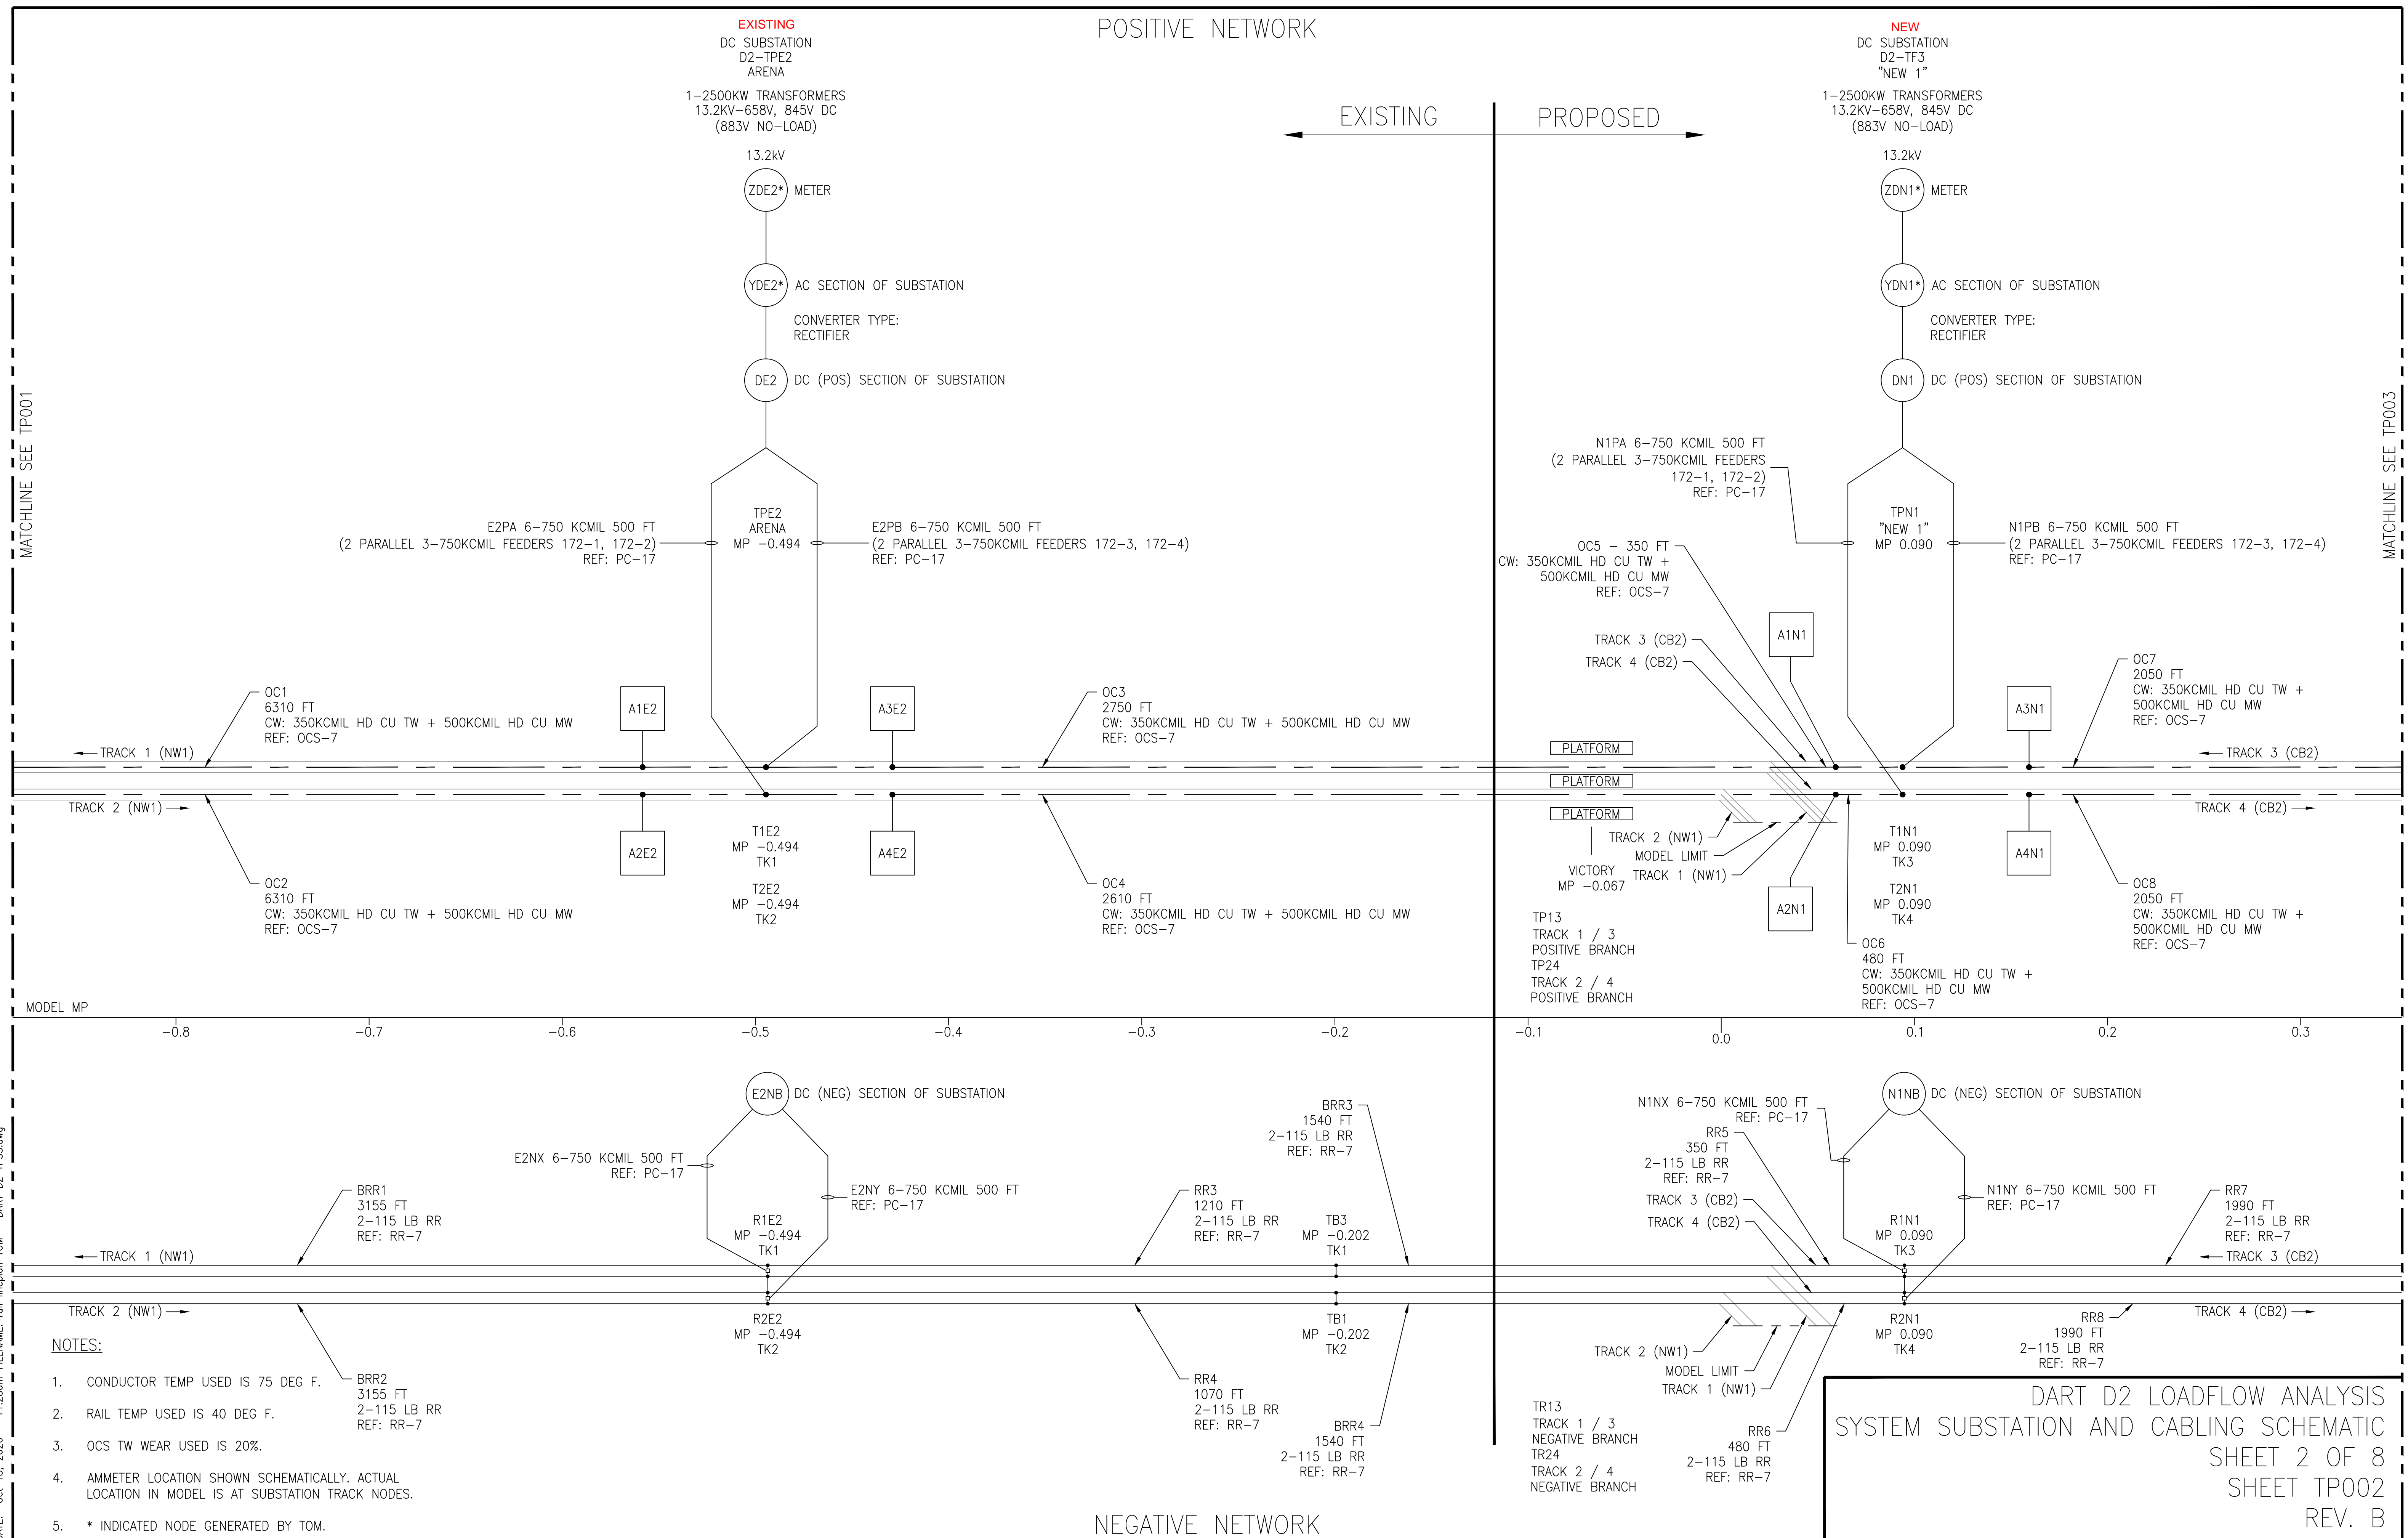 POSITIVE NETWORK
EXISTING
DC SUBSTATION
D2-TPE2
ARENA
1-2500KW TRANSFORMERS
13.2KV-658V, 845V DC
(883V NO-LOAD)
13.2kV
ZDE2*
METER
YDE2*
AC SECTION OF SUBSTATION
CONVERTER TYPE:
RECTIFIER
DE2
DC (POS) SECTION OF SUBSTATION
E2PA 6-750 KCMIL 500 FT
(2 PARALLEL 3-750KCMIL FEEDERS 172-1, 172-2)
REF: PC-17
TPE2
ARENA
MP -0.494
E2PB 6-750 KCMIL 500 FT
(2 PARALLEL 3-750KCMIL FEEDERS 172-3, 172-4)
REF: PC-17
EXISTING
PROPOSED
NEW
DC SUBSTATION
D2-TF3
"NEW 1"
1-2500KW TRANSFORMERS
13.2KV-658V, 845V DC
(883V NO-LOAD)
13.2kV
ZDN1*
METER
YDN1*
AC SECTION OF SUBSTATION
CONVERTER TYPE:
RECTIFIER
DN1
DC (POS) SECTION OF SUBSTATION
N1PA 6-750 KCMIL 500 FT
(2 PARALLEL 3-750KCMIL FEEDERS
172-1, 172-2)
REF: PC-17
TPN1
"NEW 1"
MP 0.090
N1PB 6-750 KCMIL 500 FT
(2 PARALLEL 3-750KCMIL FEEDERS 172-3, 172-4)
REF: PC-17
OC5 - 350 FT
CW: 350KCMIL HD CU TW +
500KCMIL HD CU MW
REF: OCS-7
TRACK 3 (CB2)
TRACK 4 (CB2)
A1N1
MATCHLINE SEE TP001
MATCHLINE SEE TP003
OC1
6310 FT
CW: 350KCMIL HD CU TW + 500KCMIL HD CU MW
REF: OCS-7
A1E2
A3E2
OC3
2750 FT
CW: 350KCMIL HD CU TW + 500KCMIL HD CU MW
REF: OCS-7
A3N1
OC7
2050 FT
CW: 350KCMIL HD CU TW +
500KCMIL HD CU MW
REF: OCS-7
TRACK 1 (NW1)
PLATFORM
TRACK 3 (CB2)
PLATFORM
TRACK 2 (NW1)
PLATFORM
TRACK 4 (CB2)
TRACK 2 (NW1)
MODEL LIMIT
TRACK 1 (NW1)
VICTORY
MP -0.067
A2E2
T1E2
MP -0.494
TK1
T2E2
MP -0.494
TK2
A4E2
A2N1
T1N1
MP 0.090
TK3
T2N1
MP 0.090
TK4
A4N1
OC2
6310 FT
CW: 350KCMIL HD CU TW + 500KCMIL HD CU MW
REF: OCS-7
OC4
2610 FT
CW: 350KCMIL HD CU TW + 500KCMIL HD CU MW
REF: OCS-7
TP13
TRACK 1 / 3
POSITIVE BRANCH
TP24
TRACK 2 / 4
POSITIVE BRANCH
OC6
480 FT
CW: 350KCMIL HD CU TW +
500KCMIL HD CU MW
REF: OCS-7
OC8
2050 FT
CW: 350KCMIL HD CU TW +
500KCMIL HD CU MW
REF: OCS-7
MODEL MP
-0.8 -0.7 -0.6 -0.5 -0.4 -0.3 -0.2 -0.1 0.0 0.1 0.2 0.3
E2NB
DC (NEG) SECTION OF SUBSTATION
E2NX 6-750 KCMIL 500 FT
REF: PC-17
E2NY 6-750 KCMIL 500 FT
REF: PC-17
BRR1
3155 FT
2-115 LB RR
REF: RR-7
R1E2
MP -0.494
TK1
RR3
1210 FT
2-115 LB RR
REF: RR-7
TB3
MP -0.202
TK1
BRR3
1540 FT
2-115 LB RR
REF: RR-7
N1NB
DC (NEG) SECTION OF SUBSTATION
N1NX 6-750 KCMIL 500 FT
REF: PC-17
RR5
350 FT
2-115 LB RR
REF: RR-7
TRACK 3 (CB2)
TRACK 4 (CB2)
R1N1
MP 0.090
TK3
N1NY 6-750 KCMIL 500 FT
REF: PC-17
RR7
1990 FT
2-115 LB RR
REF: RR-7
TRACK 1 (NW1)
TRACK 3 (CB2)
TRACK 2 (NW1)
TRACK 4 (CB2)
R2E2
MP -0.494
TK2
TB1
MP -0.202
TK2
R2N1
MP 0.090
TK4
BRR2
3155 FT
2-115 LB RR
REF: RR-7
RR4
1070 FT
2-115 LB RR
REF: RR-7
BRR4
1540 FT
2-115 LB RR
REF: RR-7
TRACK 2 (NW1)
MODEL LIMIT
TRACK 1 (NW1)
TR13
TRACK 1 / 3
NEGATIVE BRANCH
TR24
TRACK 2 / 4
NEGATIVE BRANCH
RR6
480 FT
2-115 LB RR
REF: RR-7
RR8
1990 FT
2-115 LB RR
REF: RR-7
NOTES:
1. CONDUCTOR TEMP USED IS 75 DEG F.
2. RAIL TEMP USED IS 40 DEG F.
3. OCS TW WEAR USED IS 20%.
4. AMMETER LOCATION SHOWN SCHEMATICALLY. ACTUAL
LOCATION IN MODEL IS AT SUBSTATION TRACK NODES.
5. * INDICATED NODE GENERATED BY TOM.
NEGATIVE NETWORK
DART D2 LOADFLOW ANALYSIS
SYSTEM SUBSTATION AND CABLING SCHEMATIC
SHEET 2 OF 8
SHEET TP002
REV. B